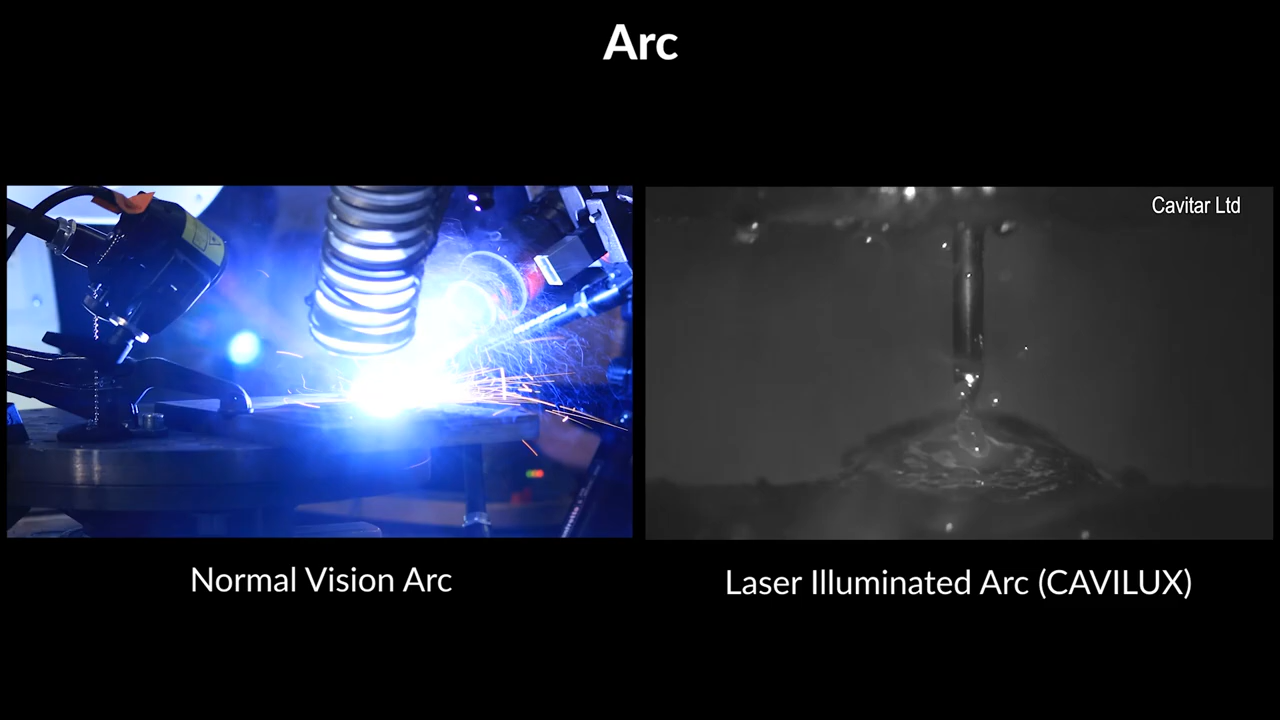 Arc
Cavitar Ltd
Normal Vision Arc
Laser Illuminated Arc (CAVILUX)